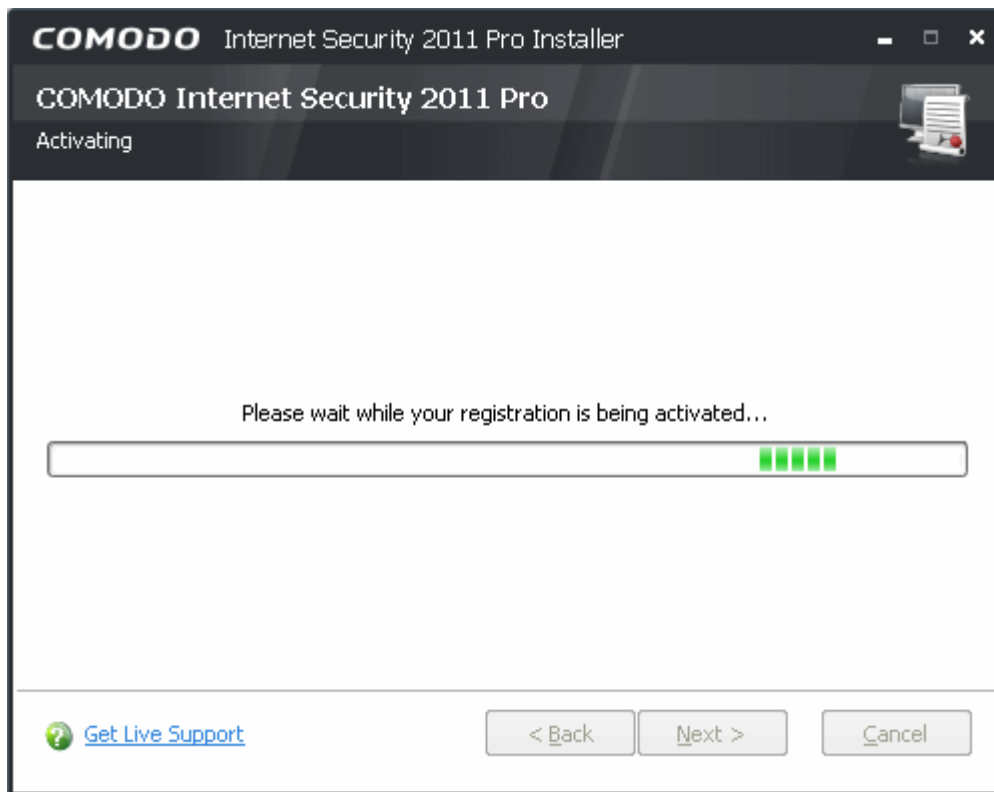 COMODO Internet Security 2011 Pro Installer
COMODO Internet Security 2011 Pro
Activating
Please wait while your registration is being activated...
Get Live Support
< Back
Next >
Cancel